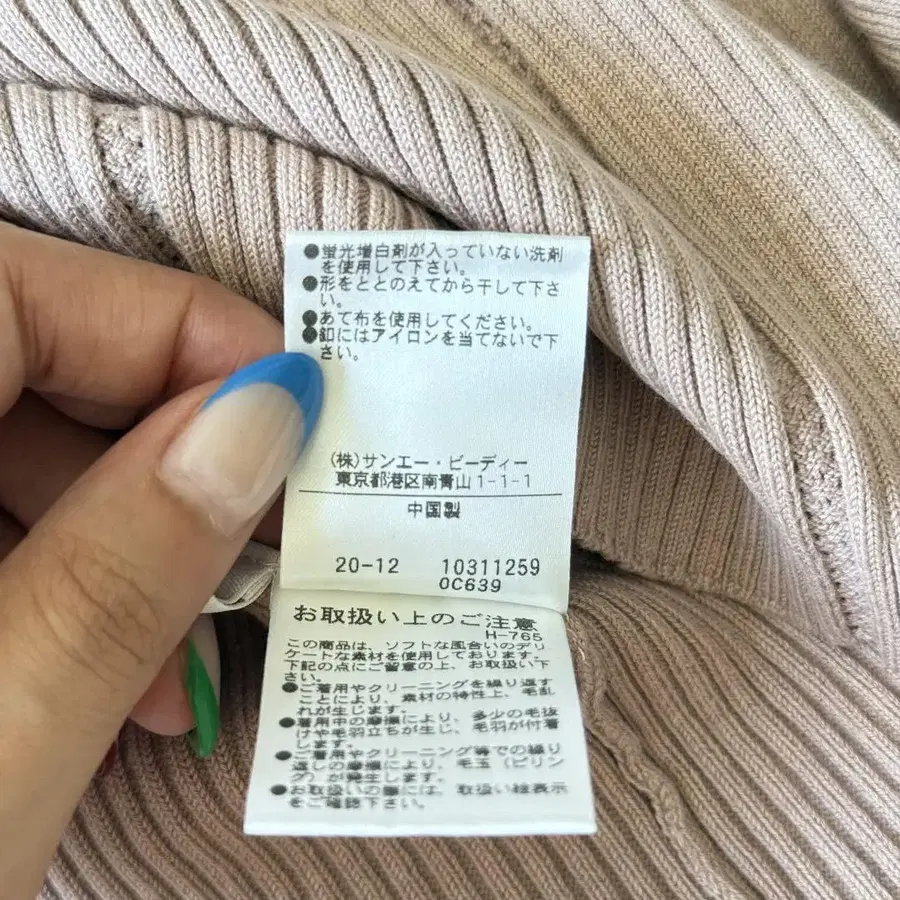 ●蛍光増白剤が入っていない洗剤
を使用して下さい。
●形をととのえてから干して下さ
い。
●あて布を使用してください。
●釦にはアイロンを当てないで下
さい。
(株)サンエー・ビーディー
東京都港区南青山1-1-1
中国製
20-12 10311259
0C639
お取扱い上のご注意
H-765
この商品は、ソフトな風合いのデリ
ケートな素材を使用しております。
下記の点にご留意の上、お取扱い下
さい。
●ご着用やクリーニングを繰り返す
ことにより、素材の特性上、毛乱
れが生じます。
●着用中の摩擦により、多少の毛抜
けや毛羽立ちが生じ、毛羽が付着
します。
●ご着用やクリーニング等での繰り
返しの摩擦により、毛玉(ピリン
グ)が発生します。
●お取扱いの際には、取扱い絵表示
をご確認下さい。